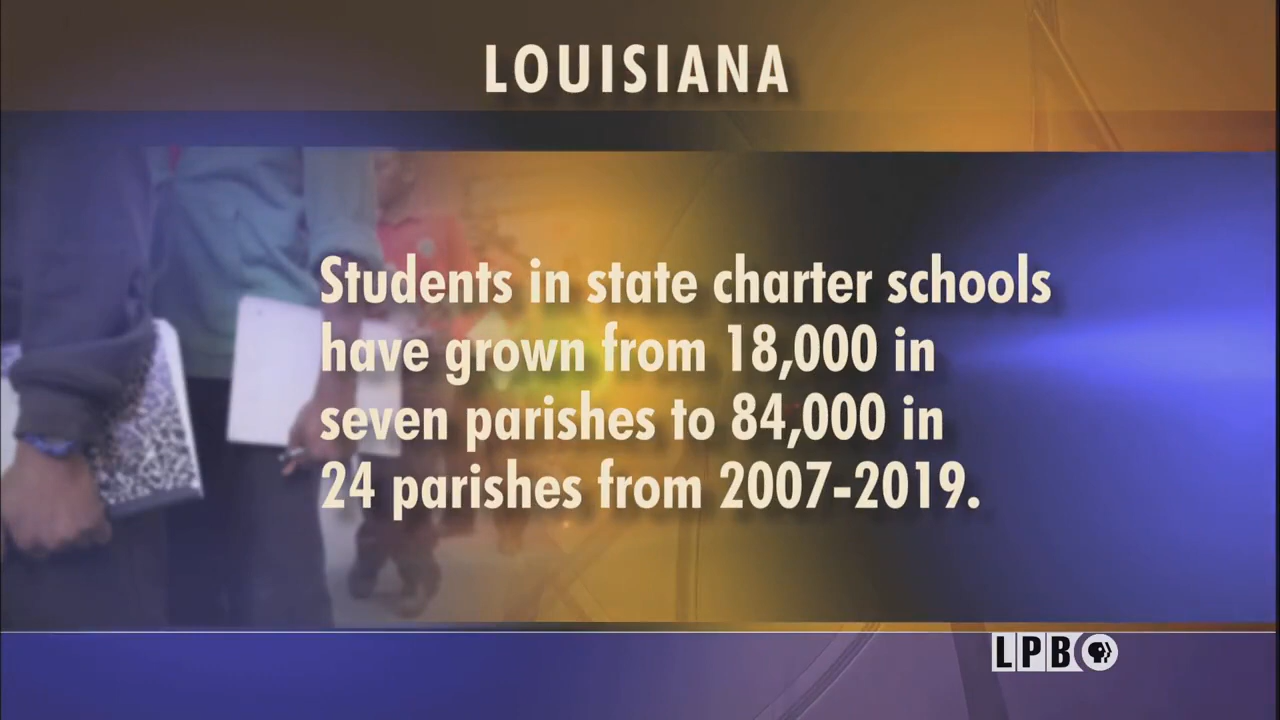 LOUISIANA
Students in state charter schools
have grown from 18,000 in
seven parishes to 84,000 in
24 parishes from 2007-2019.
LPB